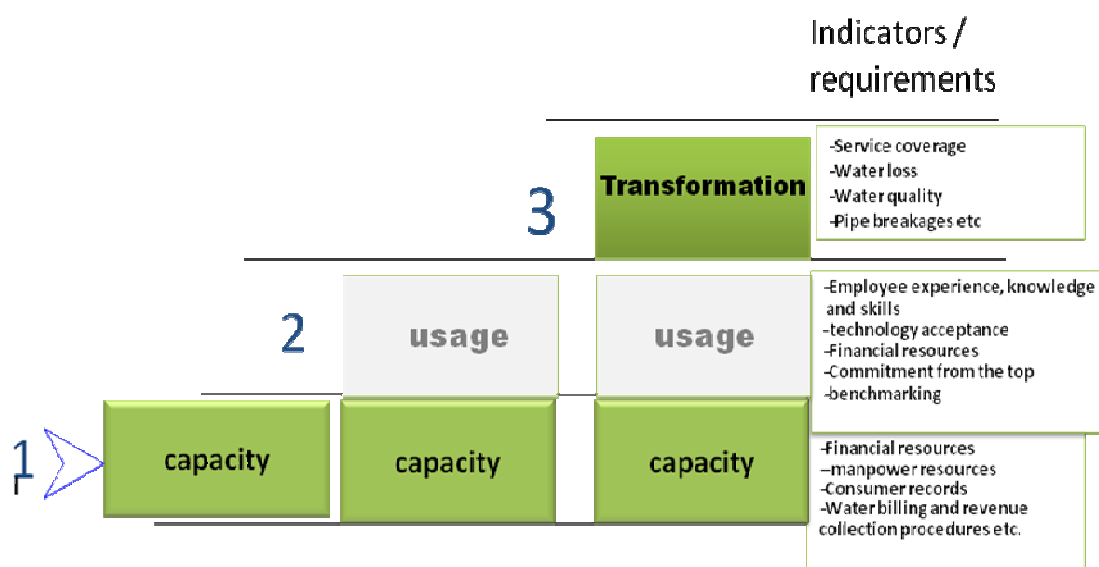 Indicators /
requirements
Transformation
3
-Service coverage
-Water loss
-Water quality
-Pipe breakages etc
2
usage
usage
-Employee experience, knowledge
and skills
-technology acceptance
-Financial resources
-Commitment from the top
-benchmarking
1
capacity
capacity
capacity
-Financial resources
–manpower resources
-Consumer records
-Water billing and revenue
collection procedures etc.